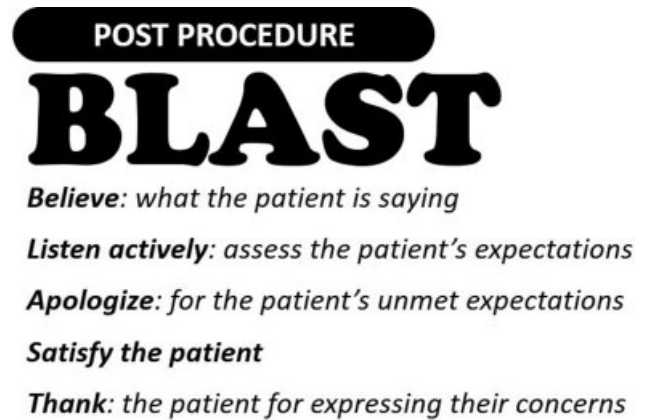 POST PROCEDURE
BLAST
Believe: what the patient is saying
Listen actively: assess the patient's expectations
Apologize: for the patient's unmet expectations
Satisfy the patient
Thank: the patient for expressing their concerns